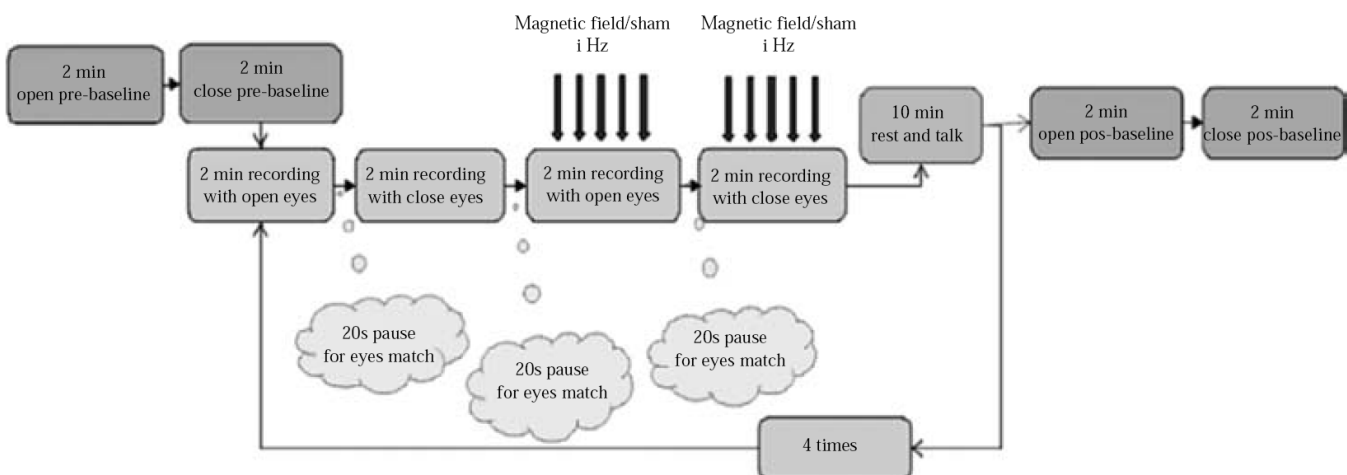 Magnetic field/sham
i Hz
Magnetic field/sham
i Hz
2 min
open pre-baseline
2 min
close pre-baseline
10 min
rest and talk
2 min
open pos-baseline
2 min
close pos-baseline
2 min recording
with open eyes
2 min recording
with close eyes
2 min recording
with open eyes
2 min recording
with close eyes
20s pause
for eyes match
20s pause
for eyes match
20s pause
for eyes match
4 times